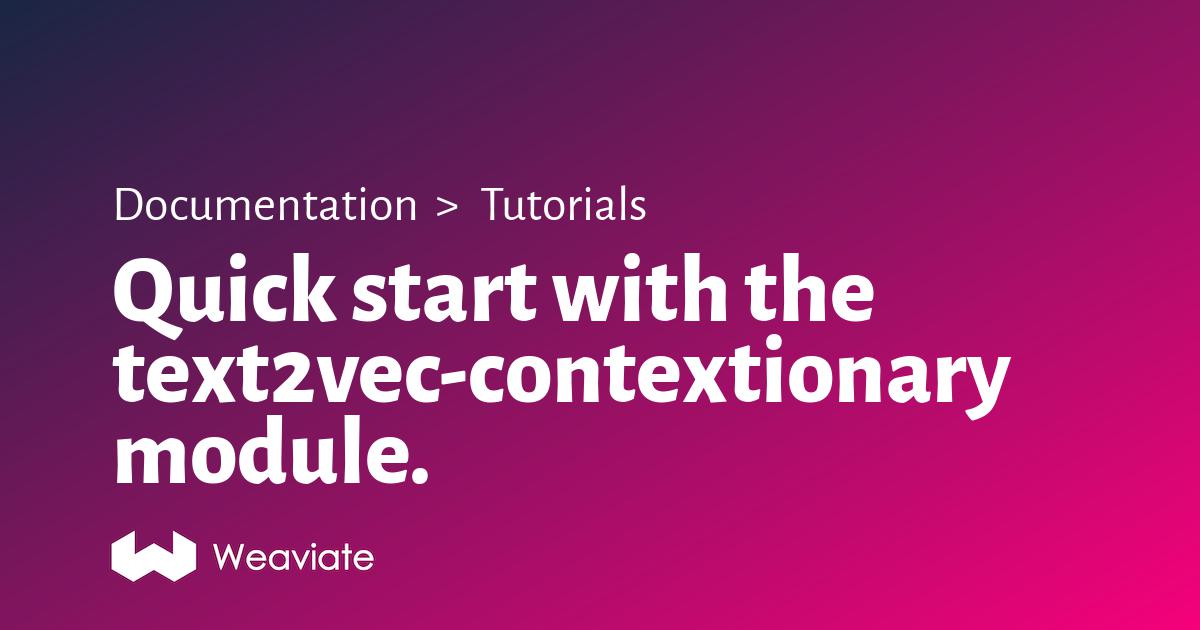 Documentation > Tutorials
Quick start with the
text2vec-contextionary
module.
Weaviate